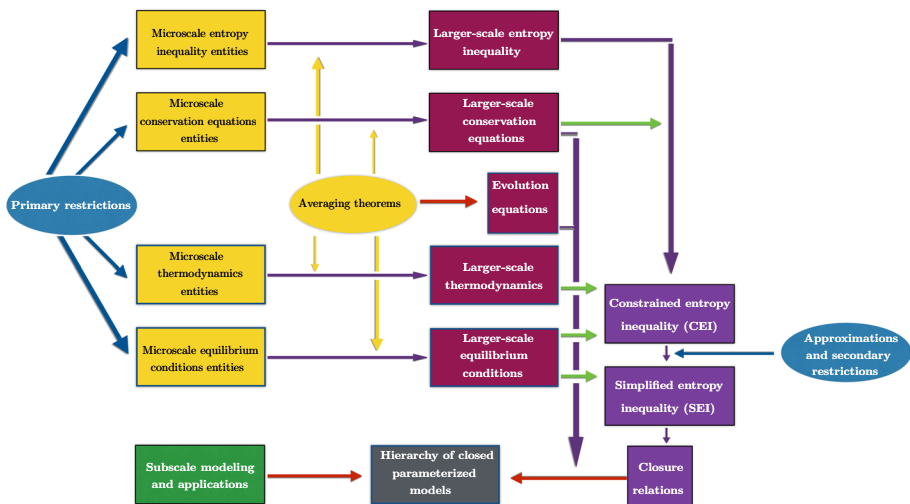 Microscale entropy
inequality entities
Larger-scale entropy
inequality
Microscale
conservation equations
entities
Larger-scale
conservation
equations
Primary restrictions
Averaging theorems
Evolution
equations
Microscale
thermodynamics
entities
Larger-scale
thermodynamics
Constrained entropy
inequality (CEI)
Microscale equilibrium
conditions entities
Larger-scale
equilibrium
conditions
Approximations
and secondary
restrictions
Simplified entropy
inequality (SEI)
Subscale modeling
and applications
Hierarchy of closed
parameterized
models
Closure
relations